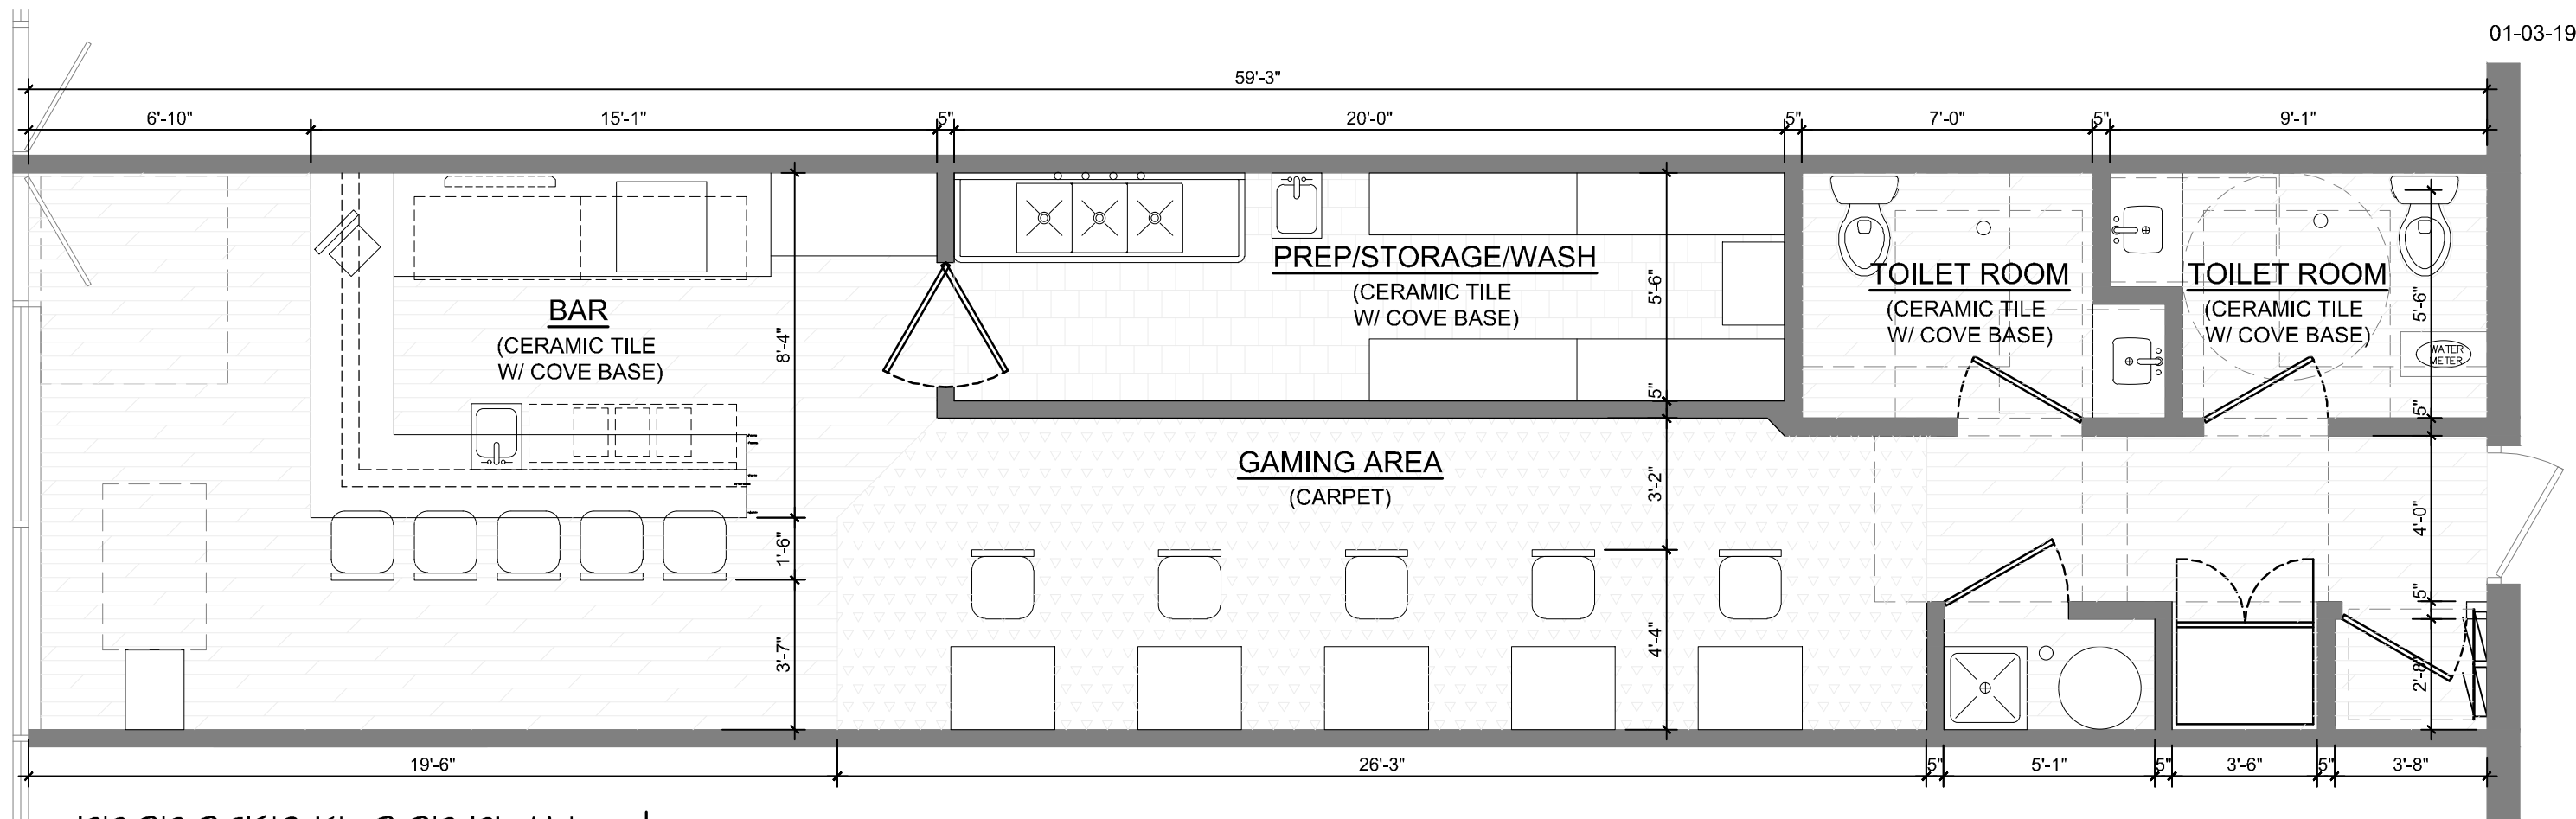 01-03-19
59'-3"
6'-10" 15'-1" 5" 20'-0" 5" 7'-0" 5" 9'-1"
PREP/STORAGE/WASH
(CERAMIC TILE
W/ COVE BASE)
5'-6"
5"
TOILET ROOM
(CERAMIC TILE
W/ COVE BASE)
TOILET ROOM
(CERAMIC TILE
W/ COVE BASE)
5'-6"
5"
WATER
METER
BAR
(CERAMIC TILE
W/ COVE BASE)
8'-4"
1'-6"
3'-7"
GAMING AREA
(CARPET)
3'-2"
4'-4"
4'-0"
5"
2'-8"
19'-6" 26'-3" 5" 5'-1" 5" 3'-6" 5" 3'-8"